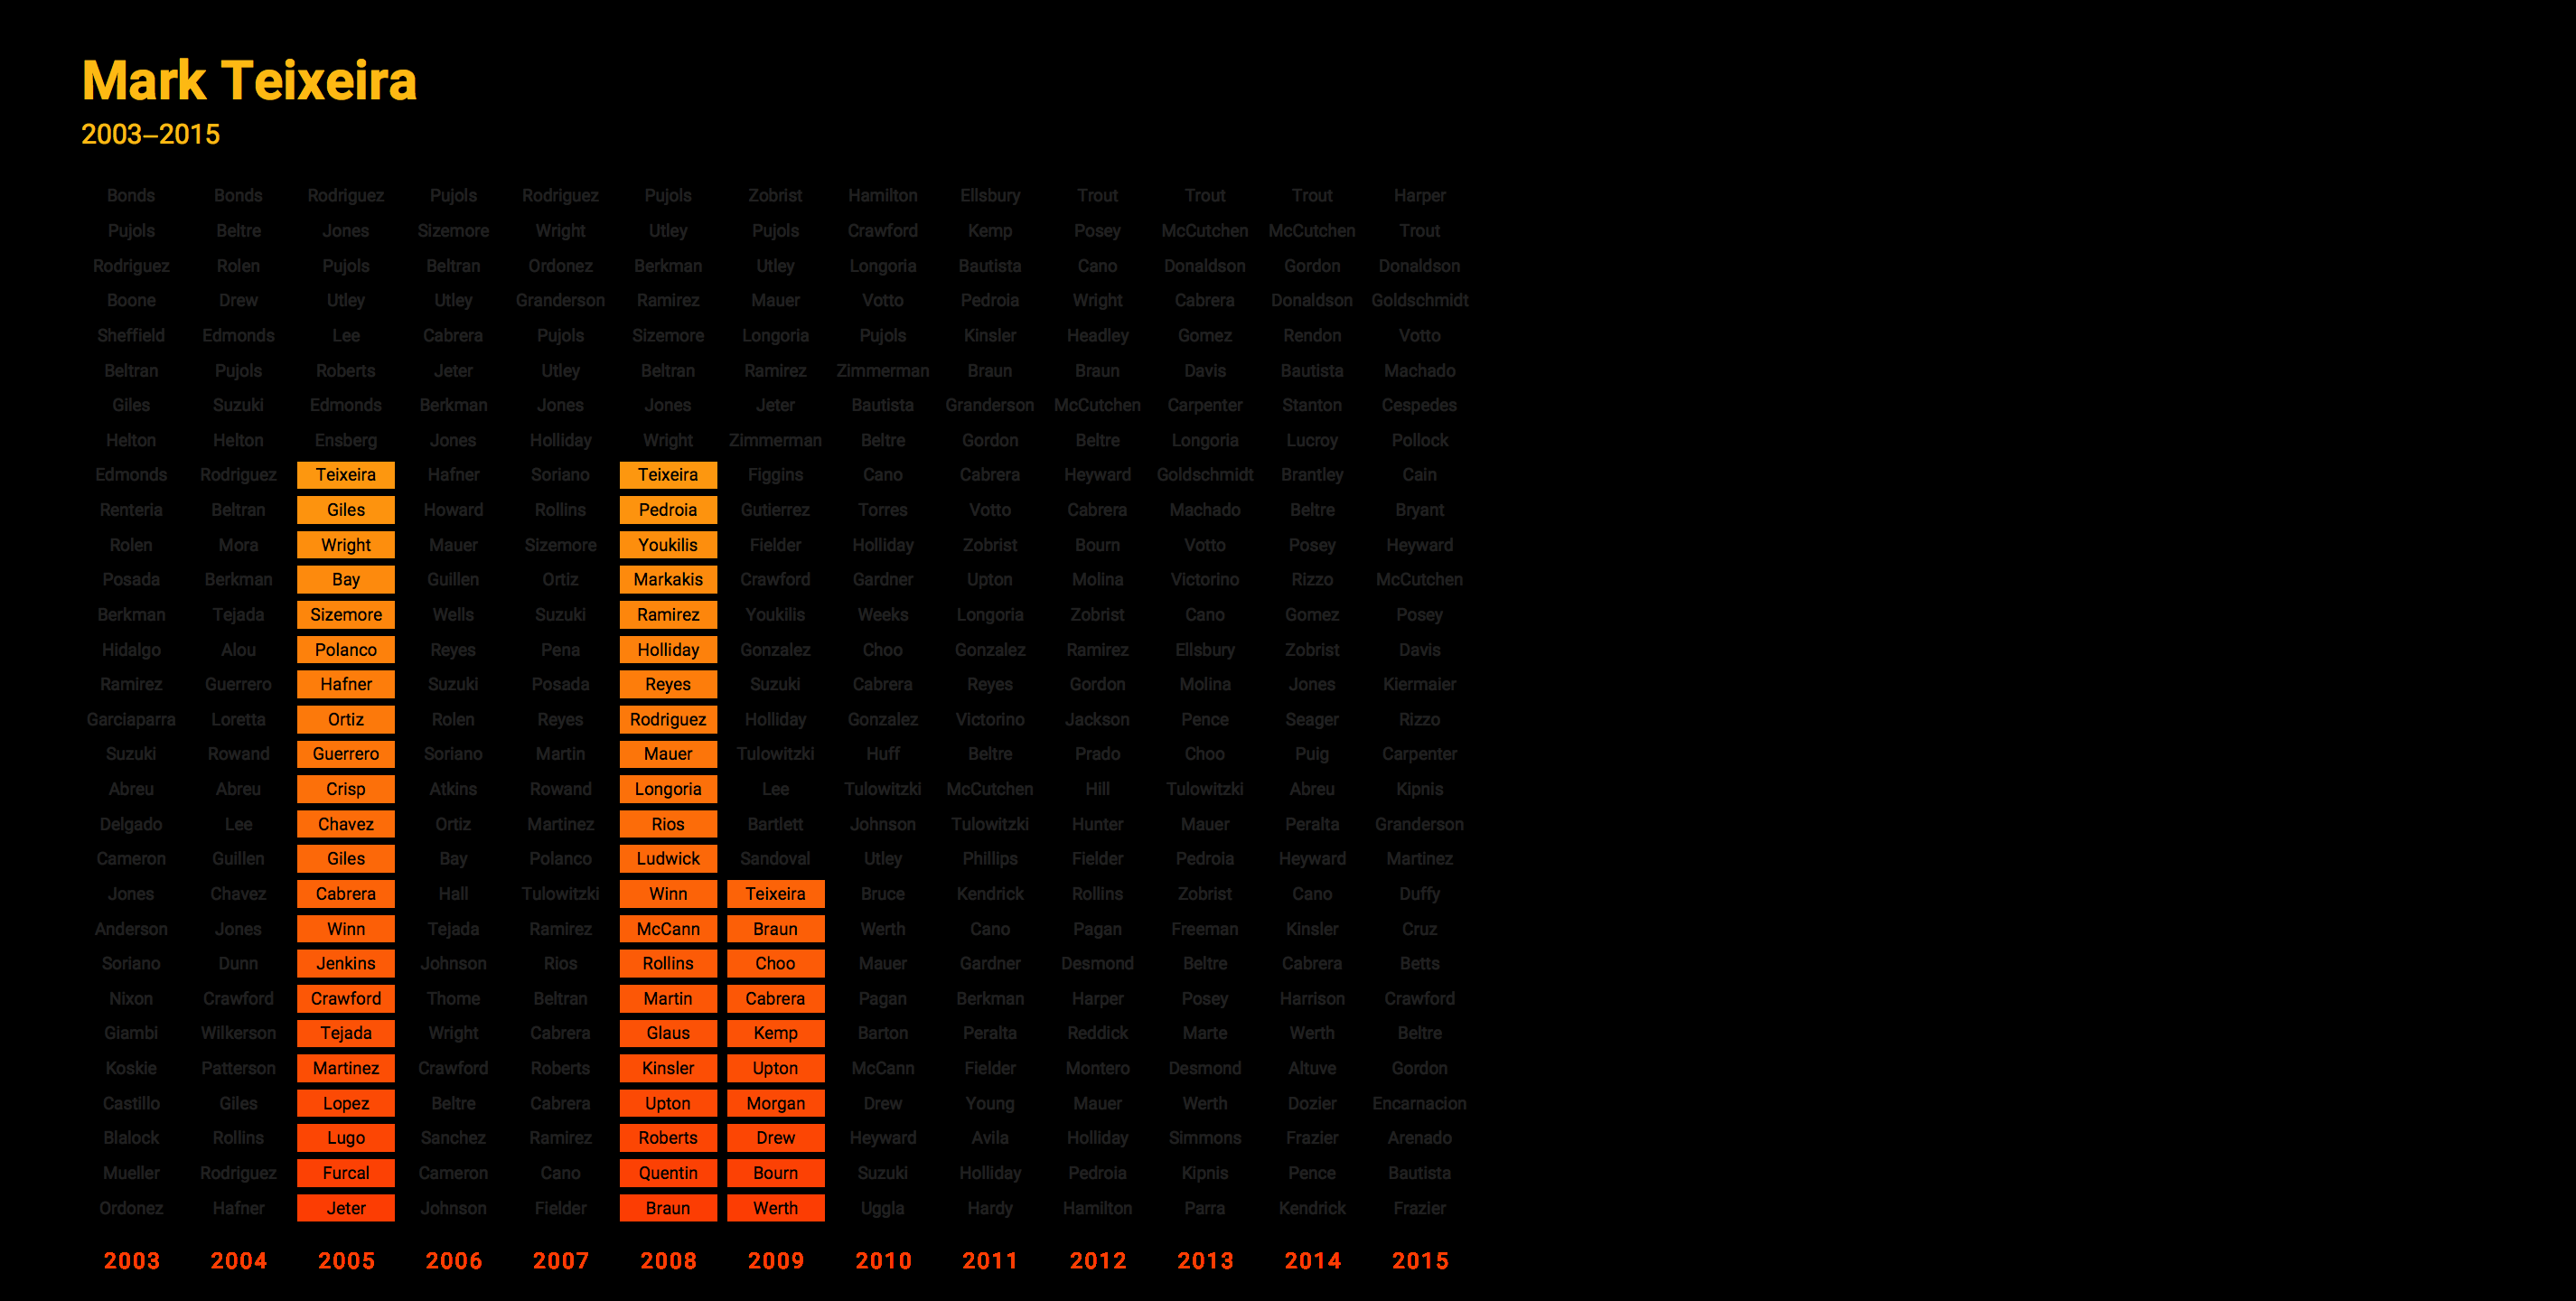 Mark Teixeira
2003–2015
Bonds Bonds Rodriguez Pujols Rodriguez Pujols Zobrist Hamilton Ellsbury Trout Trout Trout Harper
Pujols Beltre Jones Sizemore Wright Utley Pujols Crawford Kemp Posey McCutchen McCutchen Trout
Rodriguez Rolen Pujols Beltran Ordonez Berkman Utley Longoria Bautista Cano Donaldson Gordon Donaldson
Boone Drew Utley Utley Granderson Ramirez Mauer Votto Pedroia Wright Cabrera Donaldson Goldschmidt
Sheffield Edmonds Lee Cabrera Pujols Sizemore Longoria Pujols Kinsler Headley Gomez Rendon Votto
Beltran Pujols Roberts Jeter Utley Beltran Ramirez Zimmerman Braun Braun Davis Bautista Machado
Giles Suzuki Edmonds Berkman Jones Jones Jeter Bautista Granderson McCutchen Carpenter Stanton Cespedes
Helton Helton Ensberg Jones Holliday Wright Zimmerman Beltre Gordon Beltre Longoria Lucroy Pollock
Edmonds Rodriguez Teixeira Hafner Soriano Teixeira Figgins Cano Cabrera Heyward Goldschmidt Brantley Cain
Renteria Beltran Giles Howard Rollins Pedroia Gutierrez Torres Votto Cabrera Machado Beltre Bryant
Rolen Mora Wright Mauer Sizemore Youkilis Fielder Holliday Zobrist Bourn Votto Posey Heyward
Posada Berkman Bay Guillen Ortiz Markakis Crawford Gardner Upton Molina Victorino Rizzo McCutchen
Berkman Tejada Sizemore Wells Suzuki Ramirez Youkilis Weeks Longoria Zobrist Cano Gomez Posey
Hidalgo Alou Polanco Reyes Pena Holliday Gonzalez Choo Gonzalez Ramirez Ellsbury Zobrist Davis
Ramirez Guerrero Hafner Suzuki Posada Reyes Suzuki Cabrera Reyes Gordon Molina Jones Kiermaier
Garciaparra Loretta Ortiz Rolen Reyes Rodriguez Holliday Gonzalez Victorino Jackson Pence Seager Rizzo
Suzuki Rowand Guerrero Soriano Martin Mauer Tulowitzki Huff Beltre Prado Choo Puig Carpenter
Abreu Abreu Crisp Atkins Rowand Longoria Lee Tulowitzki McCutchen Hill Tulowitzki Abreu Kipnis
Delgado Lee Chavez Ortiz Martinez Rios Bartlett Johnson Tulowitzki Hunter Mauer Peralta Granderson
Cameron Guillen Giles Bay Polanco Ludwick Sandoval Utley Phillips Fielder Pedroia Heyward Martinez
Jones Chavez Cabrera Hall Tulowitzki Winn Teixeira Bruce Kendrick Rollins Zobrist Cano Duffy
Anderson Jones Winn Tejada Ramirez McCann Braun Werth Cano Pagan Freeman Kinsler Cruz
Soriano Dunn Jenkins Johnson Rios Rollins Choo Mauer Gardner Desmond Beltre Cabrera Betts
Nixon Crawford Crawford Thome Beltran Martin Cabrera Pagan Berkman Harper Posey Harrison Crawford
Giambi Wilkerson Tejada Wright Cabrera Glaus Kemp Barton Peralta Reddick Marte Werth Beltre
Koskie Patterson Martinez Crawford Roberts Kinsler Upton McCann Fielder Montero Desmond Altuve Gordon
Castillo Giles Lopez Beltre Cabrera Upton Morgan Drew Young Mauer Werth Dozier Encarnacion
Blalock Rollins Lugo Sanchez Ramirez Roberts Drew Heyward Avila Holliday Simmons Frazier Arenado
Mueller Rodriguez Furcal Cameron Cano Quentin Bourn Suzuki Holliday Pedroia Kipnis Pence Bautista
Ordonez Hafner Jeter Johnson Fielder Braun Werth Uggla Hardy Hamilton Parra Kendrick Frazier
2003 2004 2005 2006 2007 2008 2009 2010 2011 2012 2013 2014 2015